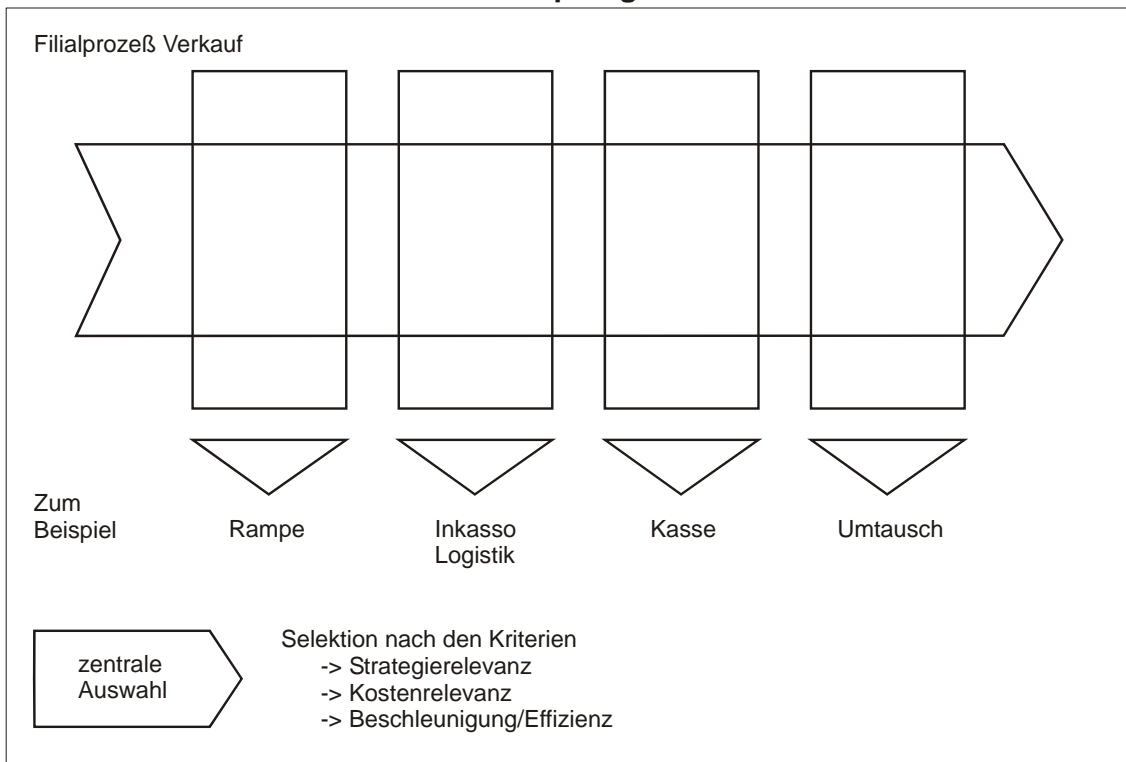 Filialprozeß Verkauf
Zum
Beispiel
Rampe
Inkasso
Logistik
Kasse
Umtausch
zentrale
Auswahl
Selektion nach den Kriterien
-> Strategierelevanz
-> Kostenrelevanz
-> Beschleunigung/Effizienz